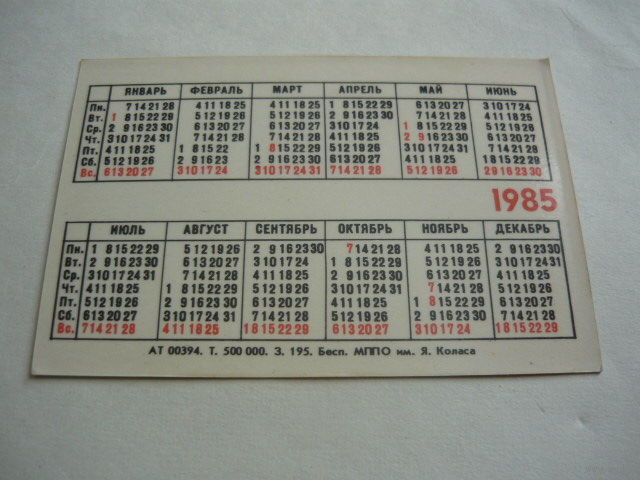 ЯНВАРЬ ФЕВРАЛЬ МАРТ АПРЕЛЬ МАЙ ИЮНЬ
Пн. 7 14 21 28 4 11 18 25 4 11 18 25 1 8 15 22 29 6 13 20 27 3 10 17 24
Вт. 1 8 15 22 29 5 12 19 26 5 12 19 26 2 9 16 23 30 7 14 21 28 4 11 18 25
Ср. 2 9 16 23 30 6 13 20 27 6 13 20 27 3 10 17 24 1 8 15 22 29 5 12 19 26
Чт. 3 10 17 24 31 7 14 21 28 7 14 21 28 4 11 18 25 2 9 16 23 30 6 13 20 27
Пт. 4 11 18 25 1 8 15 22 1 8 15 22 29 5 12 19 26 3 10 17 24 31 7 14 21 28
Сб. 5 12 19 26 2 9 16 23 2 9 16 23 30 6 13 20 27 4 11 18 25 1 8 15 22 29
Вс. 6 13 20 27 3 10 17 24 3 10 17 24 31 7 14 21 28 5 12 19 26 2 9 16 23 30
1985
ИЮЛЬ АВГУСТ СЕНТЯБРЬ ОКТЯБРЬ НОЯБРЬ ДЕКАБРЬ
Пн. 1 8 15 22 29 5 12 19 26 2 9 16 23 30 7 14 21 28 4 11 18 25 2 9 16 23 30
Вт. 2 9 16 23 30 6 13 20 27 3 10 17 24 1 8 15 22 29 5 12 19 26 3 10 17 24 31
Ср. 3 10 17 24 31 7 14 21 28 4 11 18 25 2 9 16 23 30 6 13 20 27 4 11 18 25
Чт. 4 11 18 25 1 8 15 22 29 5 12 19 26 3 10 17 24 31 7 14 21 28 5 12 19 26
Пт. 5 12 19 26 2 9 16 23 30 6 13 20 27 4 11 18 25 1 8 15 22 29 6 13 20 27
Сб. 6 13 20 27 3 10 17 24 31 7 14 21 28 5 12 19 26 2 9 16 23 30 7 14 21 28
Вс. 7 14 21 28 4 11 18 25 1 8 15 22 29 6 13 20 27 3 10 17 24 1 8 15 22 29
АТ 00394. Т. 500 000. З. 195. Бесп. МППО им. Я. Коласа